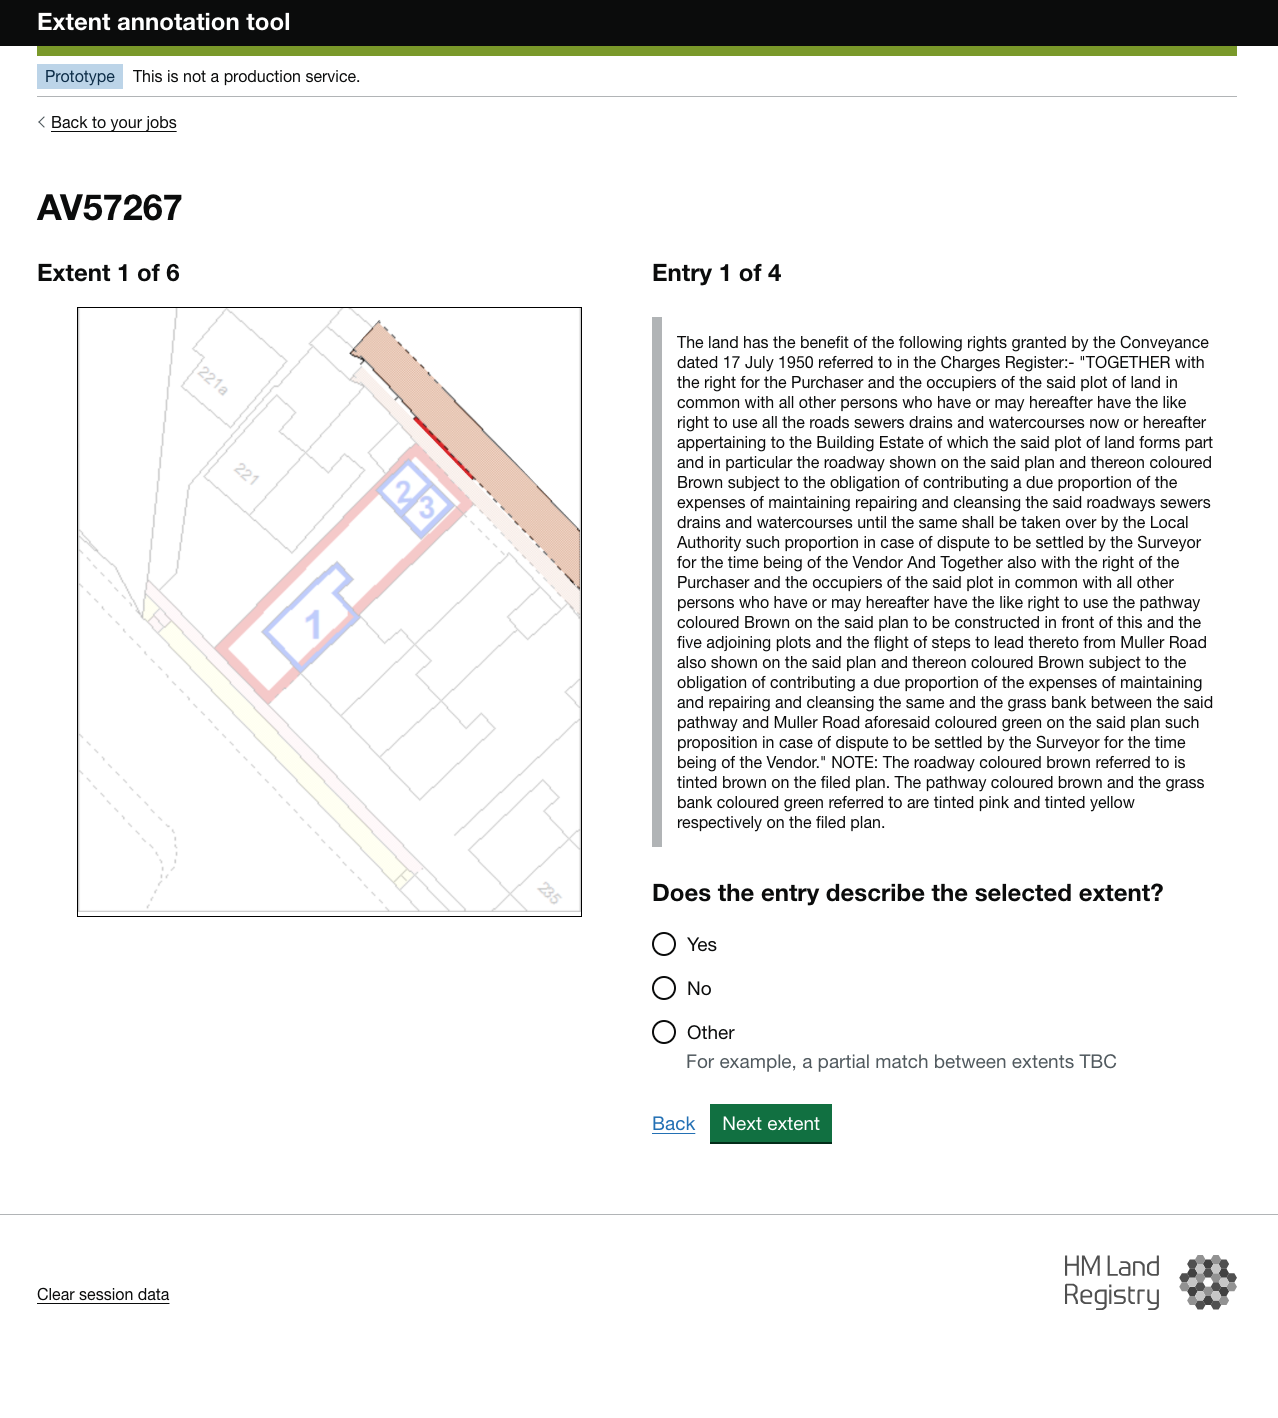 Extent annotation tool
Prototype This is not a production service.
Back to your jobs
AV57267
Extent 1 of 6
221a
221
2
3
1
235
Entry 1 of 4
The land has the benefit of the following rights granted by the Conveyance
dated 17 July 1950 referred to in the Charges Register:- "TOGETHER with
the right for the Purchaser and the occupiers of the said plot of land in
common with all other persons who have or may hereafter have the like
right to use all the roads sewers drains and watercourses now or hereafter
appertaining to the Building Estate of which the said plot of land forms part
and in particular the roadway shown on the said plan and thereon coloured
Brown subject to the obligation of contributing a due proportion of the
expenses of maintaining repairing and cleansing the said roadways sewers
drains and watercourses until the same shall be taken over by the Local
Authority such proportion in case of dispute to be settled by the Surveyor
for the time being of the Vendor And Together also with the right of the
Purchaser and the occupiers of the said plot in common with all other
persons who have or may hereafter have the like right to use the pathway
coloured Brown on the said plan to be constructed in front of this and the
five adjoining plots and the flight of steps to lead thereto from Muller Road
also shown on the said plan and thereon coloured Brown subject to the
obligation of contributing a due proportion of the expenses of maintaining
and repairing and cleansing the same and the grass bank between the said
pathway and Muller Road aforesaid coloured green on the said plan such
proposition in case of dispute to be settled by the Surveyor for the time
being of the Vendor." NOTE: The roadway coloured brown referred to is
tinted brown on the filed plan. The pathway coloured brown and the grass
bank coloured green referred to are tinted pink and tinted yellow
respectively on the filed plan.
Does the entry describe the selected extent?
Yes
No
Other
For example, a partial match between extents TBC
Back Next extent
Clear session data
HM Land
Registry